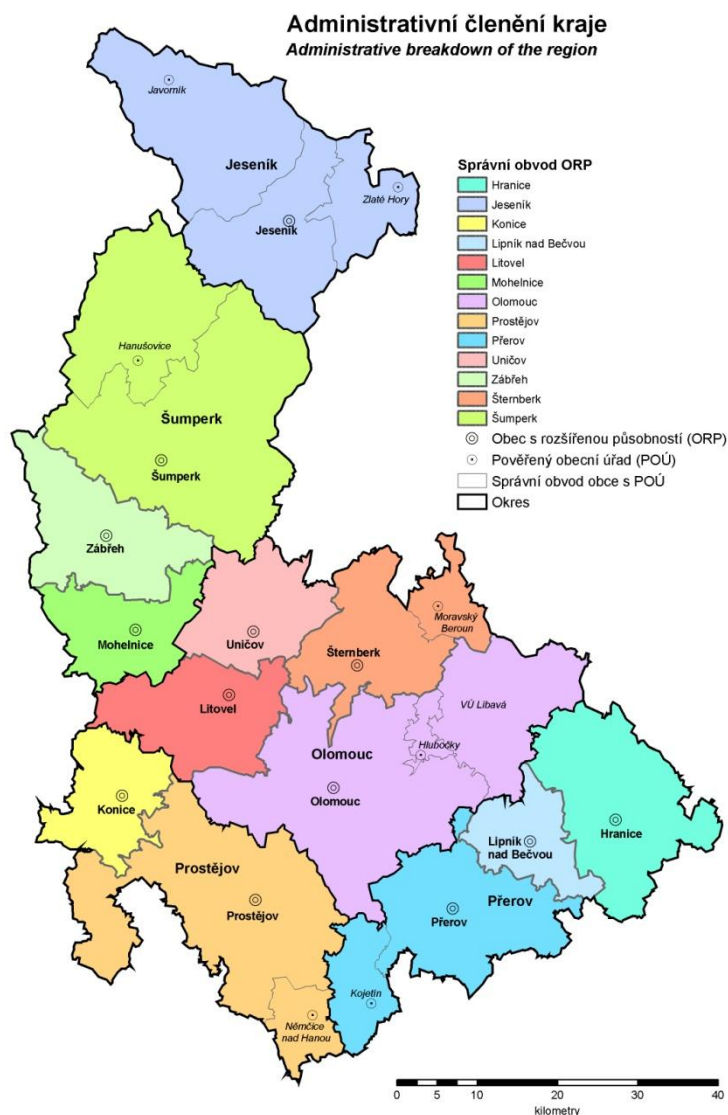 Administrativní členění kraje
Administrative breakdown of the region
Javorník
Jeseník
Zlaté Hory
Jeseník
Správní obvod ORP
Hranice
Jeseník
Konice
Lipník nad Bečvou
Litovel
Mohelnice
Olomouc
Prostějov
Přerov
Uničov
Zábřeh
Šternberk
Šumperk
Obec s rozšířenou působností (ORP)
Pověřený obecní úřad (POÚ)
Správní obvod obce s POÚ
Okres
Hanušovice
Šumperk
Šumperk
Zábřeh
Mohelnice
Uničov
Šternberk
Moravský
Beroun
Litovel
VÚ Libavá
Olomouc
Hlubočky
Olomouc
Konice
Hranice
Lipník
nad Bečvou
Prostějov
Prostějov
Přerov
Přerov
Kojetín
Němčice
nad Hanou
0 5 10 20 30 40
kilometry